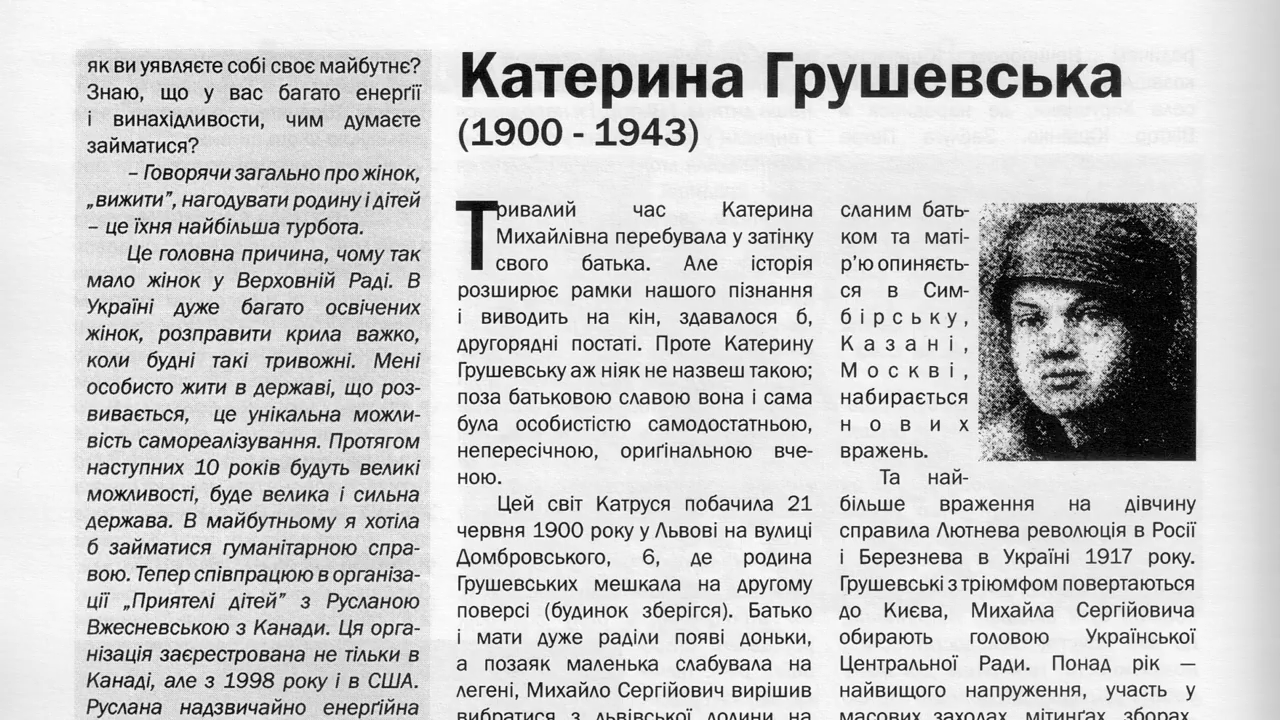 як ви уявляєте собі своє майбутнє?
Знаю, що у вас багато енергії
і винахідливости, чим думаєте
займатися?
– Говорячи загально про жінок,
„вижити”, нагодувати родину і дітей
– це їхня найбільша турбота.
Це головна причина, чому так
мало жінок у Верховній Раді. В
Україні дуже багато освічених
жінок, розправити крила важко,
коли будні такі тривожні. Мені
особисто жити в державі, що роз-
вивається, це унікальна можли-
вість самореалізування. Протягом
наступних 10 років будуть великі
можливості, буде велика і сильна
держава. В майбутньому я хотіла
б займатися гуманітарною спра-
вою. Тепер співпрацюю в організа-
ції „Приятелі дітей” з Русланою
Вжесневською з Канади. Ця орга-
нізація заєрестрована не тільки в
Канаді, але з 1998 року і в США.
Руслана надзвичайно енергійна
Катерина Грушевська
(1900 - 1943)
Тривалий час Катерина
Михайлівна перебувала у затінку
свого батька. Але історія
розширює рамки нашого пізнання
і виводить на кін, здавалося б,
другорядні постаті. Проте Катерину
Грушевську аж ніяк не назвеш такою;
поза батьковою славою вона і сама
була особистістю самодостатньою,
непересічною, ориґінальною вче-
ною.
Цей світ Катруся побачила 21
червня 1900 року у Львові на вулиці
Домбровського, 6, де родина
Грушевських мешкала на другому
поверсі (будинок зберігся). Батько
і мати дуже раділи появі доньки,
а позаяк маленька слабувала на
легені, Михайло Сергійович вирішив
вибратися з львівської долини на
сланим бать-
ком та маті-
р’ю опиняєть-
ся в Сим-
бірську,
Казані,
Москві,
набирається
нових
вражень.
Та най-
більше враження на дівчину
справила Лютнева революція в Росії
і Березнева в Україні 1917 року.
Грушевські з тріюмфом повертаються
до Києва, Михайла Сергійовича
обирають головою Української
Центральної Ради. Понад рік —
найвищого напруження, участь у
масових заходах, мітинґах, зборах,